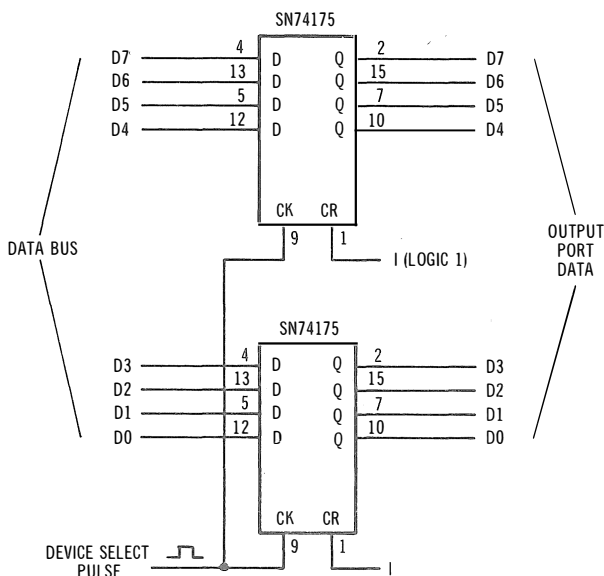 SN74175
D7 4 D Q 2 D7
D6 13 D Q 15 D6
D5 5 D Q 7 D5
D4 12 D Q 10 D4
CK CR
9 1
I (LOGIC 1)
DATA BUS
OUTPUT
PORT
DATA
SN74175
D3 4 D Q 2 D3
D2 13 D Q 15 D2
D1 5 D Q 7 D1
D0 12 D Q 10 D0
CK CR
9 1
I
DEVICE SELECT
PULSE